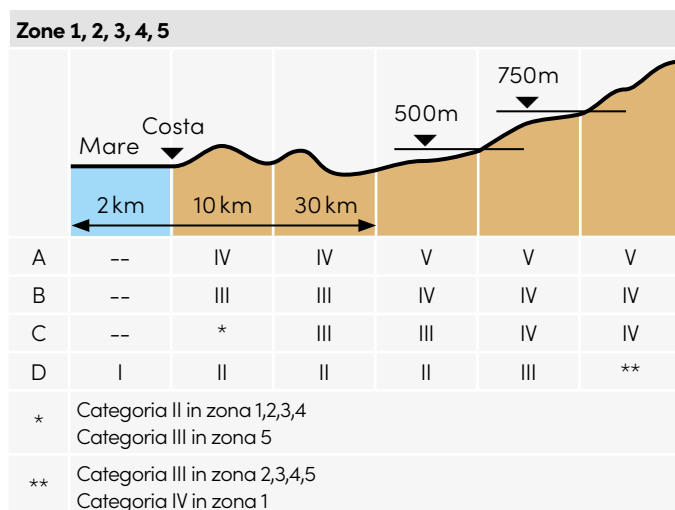 Zone 1, 2, 3, 4, 5
750m
500m
Costa
Mare
2 km 10 km 30 km
A -- IV IV V V V
B -- III III IV IV IV
C -- * III III IV IV
D I II II II III **
* Categoria II in zona 1,2,3,4
Categoria III in zona 5
** Categoria III in zona 2,3,4,5
Categoria IV in zona 1